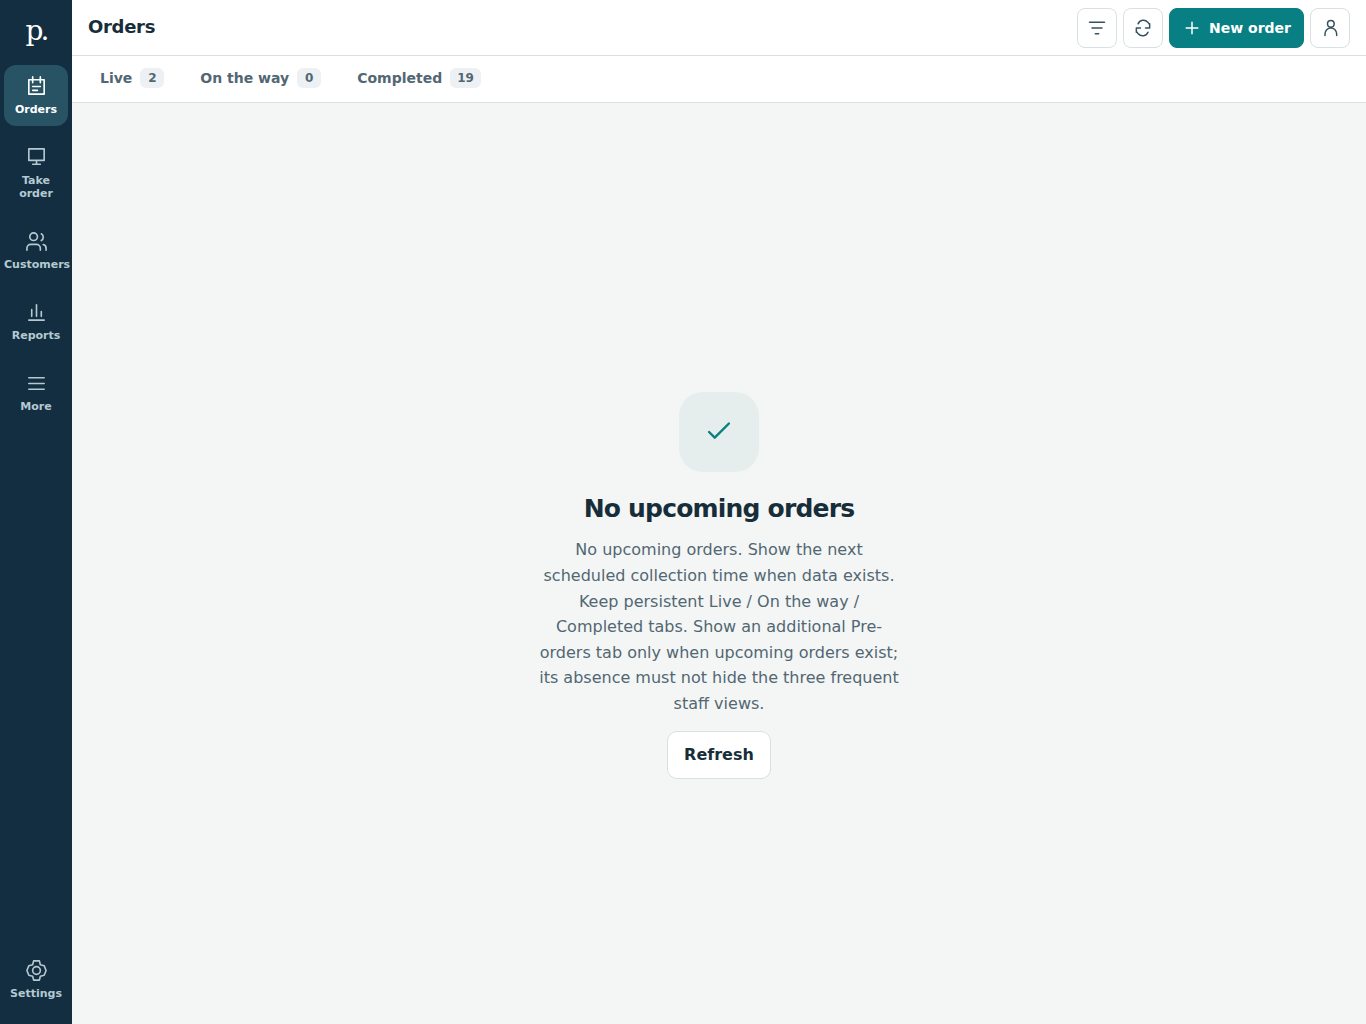 p.
Orders
New order
Live 2
On the way 0
Completed 19
Orders
Take
order
Customers
Reports
More
No upcoming orders
No upcoming orders. Show the next
scheduled collection time when data exists.
Keep persistent Live / On the way /
Completed tabs. Show an additional Pre-
orders tab only when upcoming orders exist;
its absence must not hide the three frequent
staff views.
Refresh
Settings